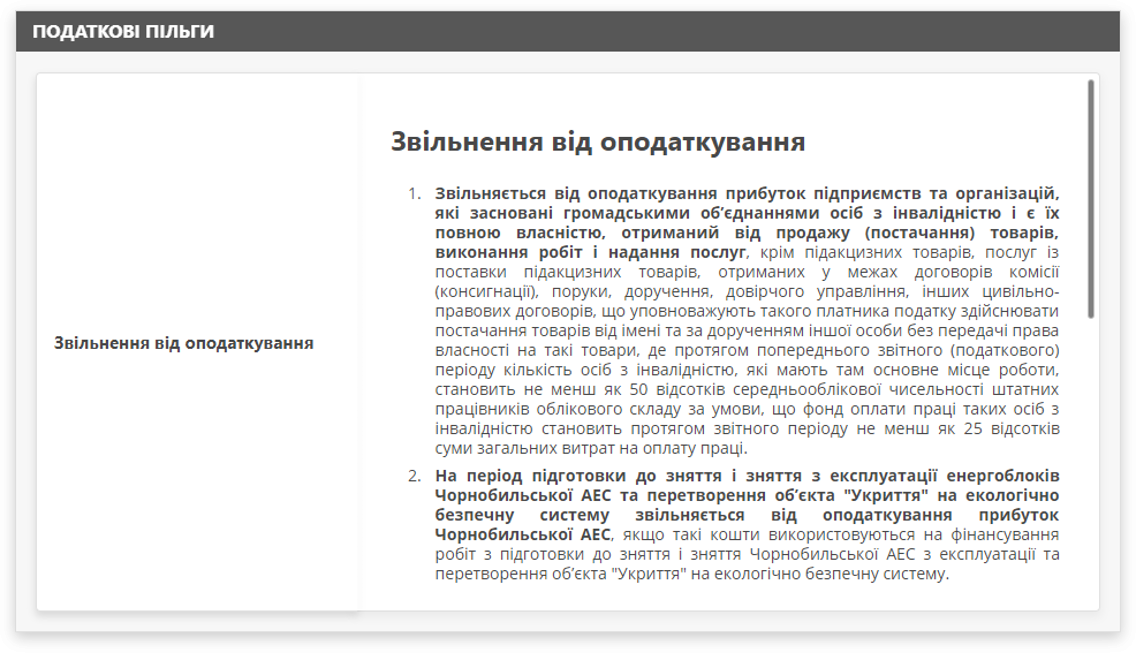 ПОДАТКОВІ ПІЛЬГИ
Звільнення від оподаткування
Звільнення від оподаткування
1. Звільняється від оподаткування прибуток підприємств та організацій,
які засновані громадськими об’єднаннями осіб з інвалідністю і є їх
повною власністю, отриманий від продажу (постачання) товарів,
виконання робіт і надання послуг, крім підакцизних товарів, послуг із
поставки підакцизних товарів, отриманих у межах договорів комісії
(консигнації), поруки, доручення, довірчого управління, інших цивільно-
правових договорів, що уповноважують такого платника податку здійснювати
постачання товарів від імені та за дорученням іншої особи без передачі права
власності на такі товари, де протягом попереднього звітного (податкового)
періоду кількість осіб з інвалідністю, які мають там основне місце роботи,
становить не менш як 50 відсотків середньооблікової чисельності штатних
працівників облікового складу за умови, що фонд оплати праці таких осіб з
інвалідністю становить протягом звітного періоду не менш як 25 відсотків
суми загальних витрат на оплату праці.
2. На період підготовки до зняття і зняття з експлуатації енергоблоків
Чорнобильської АЕС та перетворення об’єкта "Укриття" на екологічно
безпечну систему звільняється від оподаткування прибуток
Чорнобильської АЕС, якщо такі кошти використовуються на фінансування
робіт з підготовки до зняття і зняття Чорнобильської АЕС з експлуатації та
перетворення об’єкта "Укриття" на екологічно безпечну систему.